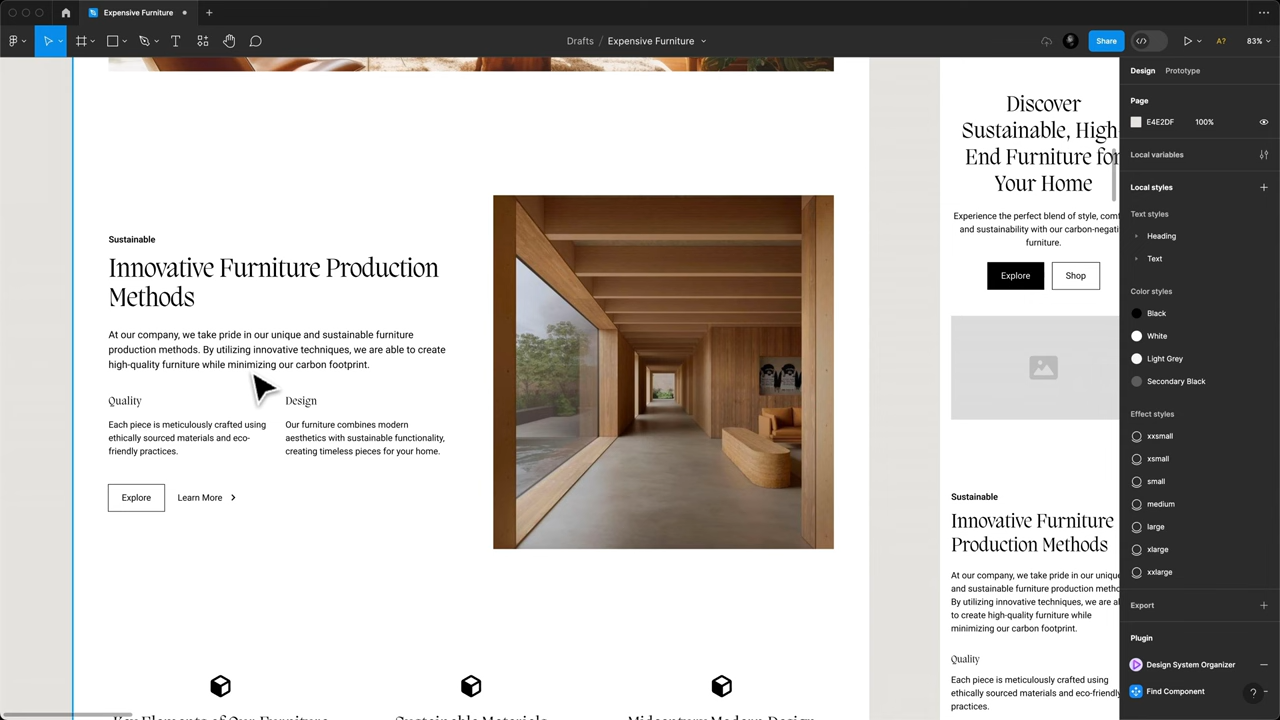 Expensive Furniture
Drafts / Expensive Furniture
Share
A?
83%
Sustainable
Innovative Furniture Production
Methods
At our company, we take pride in our unique and sustainable furniture
production methods. By utilizing innovative techniques, we are able to create
high-quality furniture while minimizing our carbon footprint.
Quality
Each piece is meticulously crafted using
ethically sourced materials and eco-
friendly practices.
Design
Our furniture combines modern
aesthetics with sustainable functionality,
creating timeless pieces for your home.
Explore
Learn More
Discover
Sustainable, High-
End Furniture for
Your Home
Experience the perfect blend of style,
and sustainability with our
furniture.
Explore
Shop
Sustainable
Innovative Furniture
Production Methods
At our company, we take pride in our
and sustainable furniture production
By utilizing innovative techniques, we are
to create high-quality furniture while
minimizing our carbon footprint.
Quality
Each piece is meticulously crafted
ethically sourced materials and
practices.
Design
Prototype
Page
E4E2DF
100%
Local variables
Local styles
Text styles
Heading
Text
Color styles
Black
White
Light Grey
Secondary Black
Effect styles
xxsmall
xsmall
small
medium
large
xlarge
xxlarge
Export
Plugin
Design System Organizer
Find Component
?